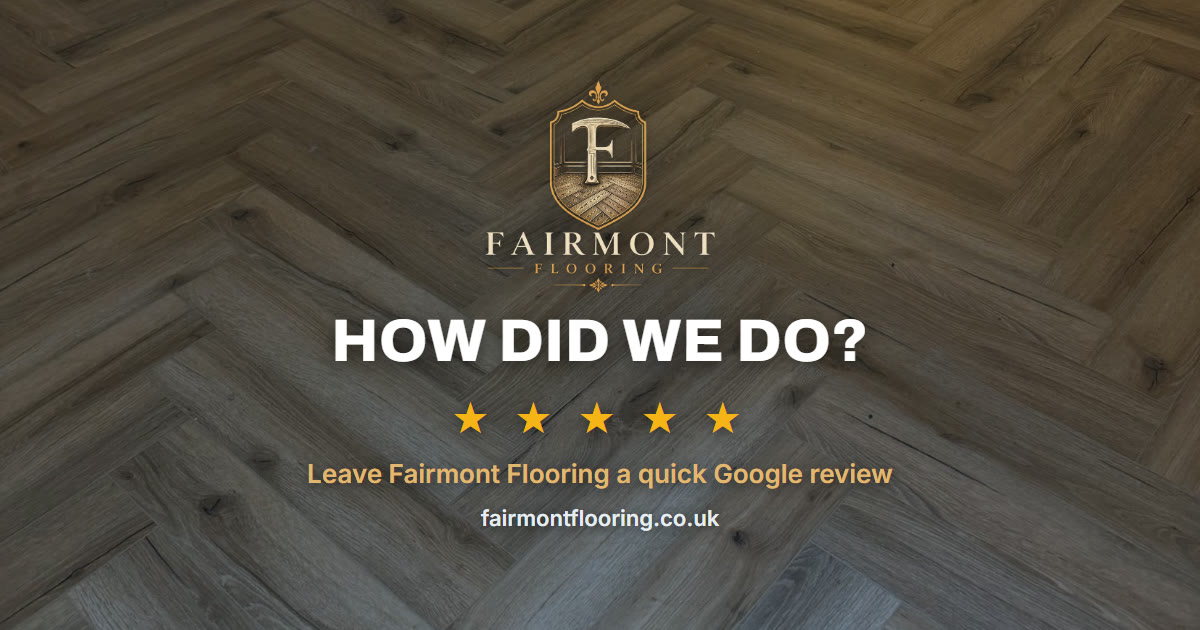 F
FAIRMONT
FLOORING
HOW DID WE DO?
★ ★ ★ ★ ★
Leave Fairmont Flooring a quick Google review
fairmontflooring.co.uk